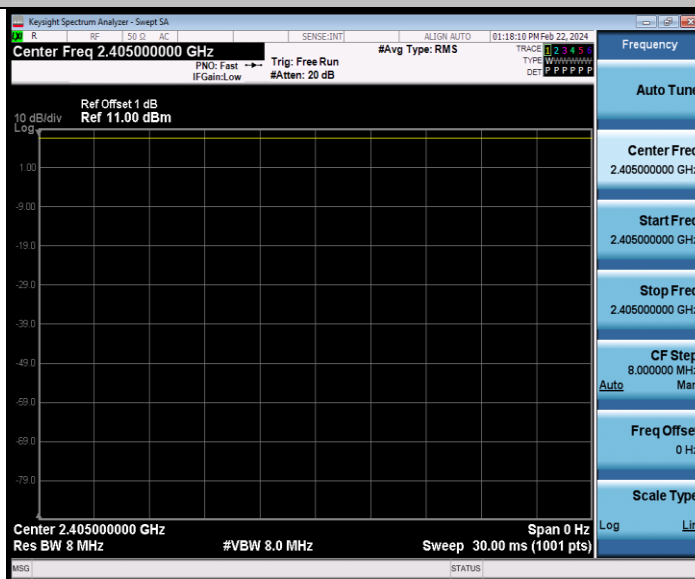 Keysight Spectrum Analyzer - Swept SA
R RF 50 Ω AC SENSE:INT ALIGN AUTO 01:18:10 PM Feb 22, 2024
Center Freq 2.405000000 GHz
PNO: Fast
IFGain:Low
Trig: Free Run
#Atten: 20 dB
#Avg Type: RMS
TRACE 1 2 3 4 5 6
TYPE WWWWWW
DET P P P P P P
Ref Offset 1 dB
10 dB/div Ref 11.00 dBm
Log
1.00
-9.00
-19.0
-29.0
-39.0
-49.0
-59.0
-69.0
-79.0
Center 2.405000000 GHz Span 0 Hz
Res BW 8 MHz #VBW 8.0 MHz Sweep 30.00 ms (1001 pts)
MSG STATUS
Frequency
Auto Tune
Center Freq
2.405000000 GHz
Start Freq
2.405000000 GHz
Stop Freq
2.405000000 GHz
CF Step
8.000000 MHz
Auto Man
Freq Offset
0 Hz
Scale Type
Log Lin